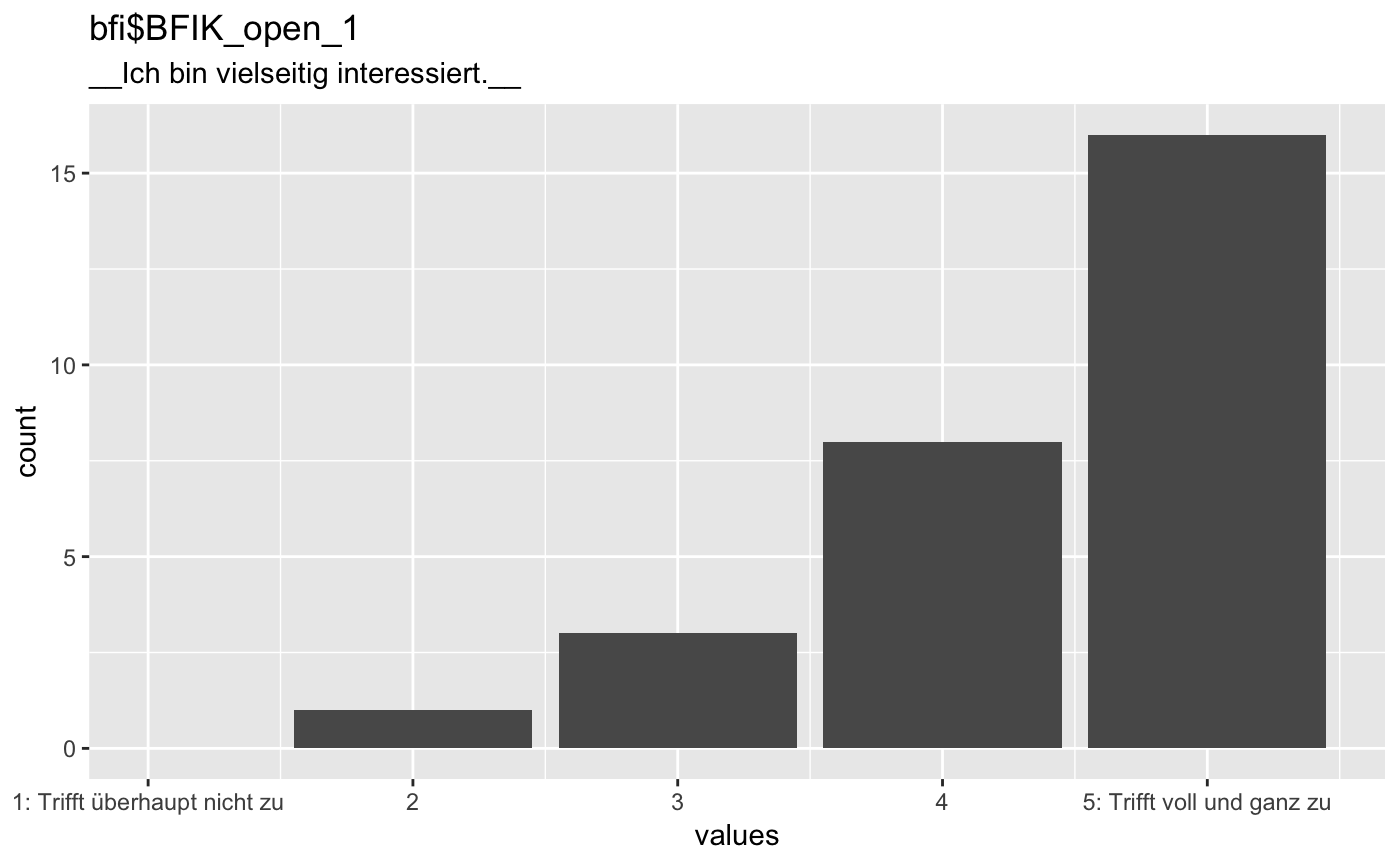 bfi$BFIK_open_1
__Ich bin vielseitig interessiert.__
15
10
5
0
count
1: Trifft überhaupt nicht zu 2 3 4 5: Trifft voll und ganz zu
values